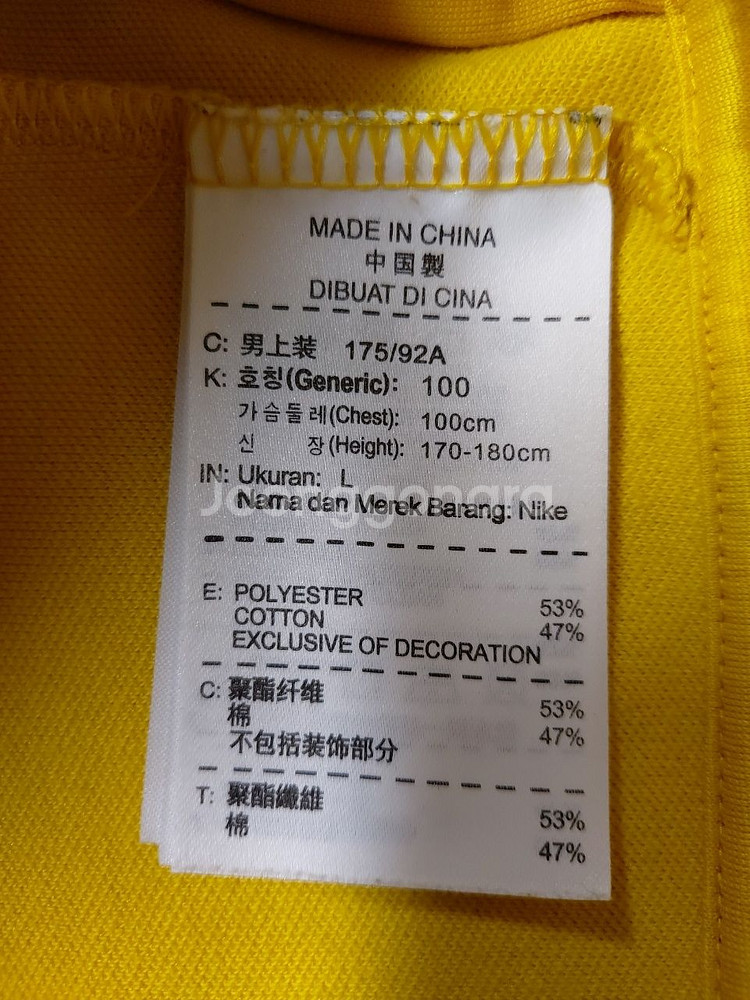 MADE IN CHINA
中国製
DIBUAT DI CINA
C: 男上装 175/92A
K: 호칭(Generic): 100
가슴둘레(Chest): 100cm
신 장(Height): 170-180cm
IN: Ukuran: L
Nama dan Merek Barang: Nike
E: POLYESTER 53%
COTTON 47%
EXCLUSIVE OF DECORATION
C: 聚酯纤维 53%
棉 47%
不包括装饰部分
T: 聚酯纖維 53%
棉 47%